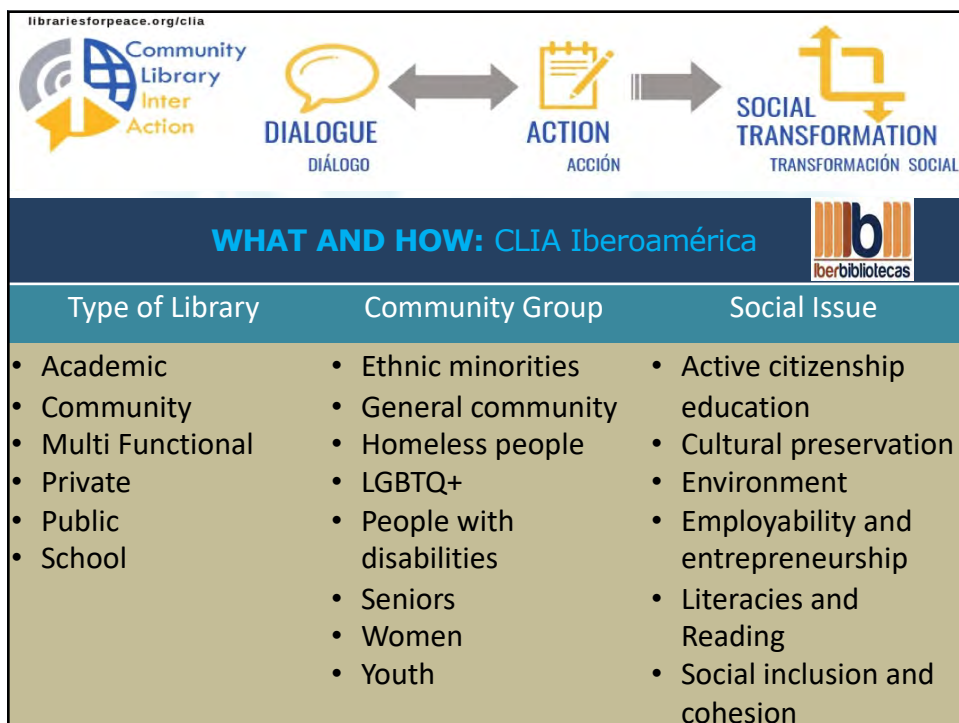 librariesforpeace.org/clia
Community
Library
Inter
Action
DIALOGUE
DIÁLOGO
ACTION
ACCIÓN
SOCIAL
TRANSFORMATION
TRANSFORMACIÓN SOCIAL
WHAT AND HOW: CLIA Iberoamérica
b
Iberbibliotecas
Type of Library
• Academic
• Community
• Multi Functional
• Private
• Public
• School
Community Group
• Ethnic minorities
• General community
• Homeless people
• LGBTQ+
• People with
disabilities
• Seniors
• Women
• Youth
Social Issue
• Active citizenship
education
• Cultural preservation
• Environment
• Employability and
entrepreneurship
• Literacies and
Reading
• Social inclusion and
cohesion